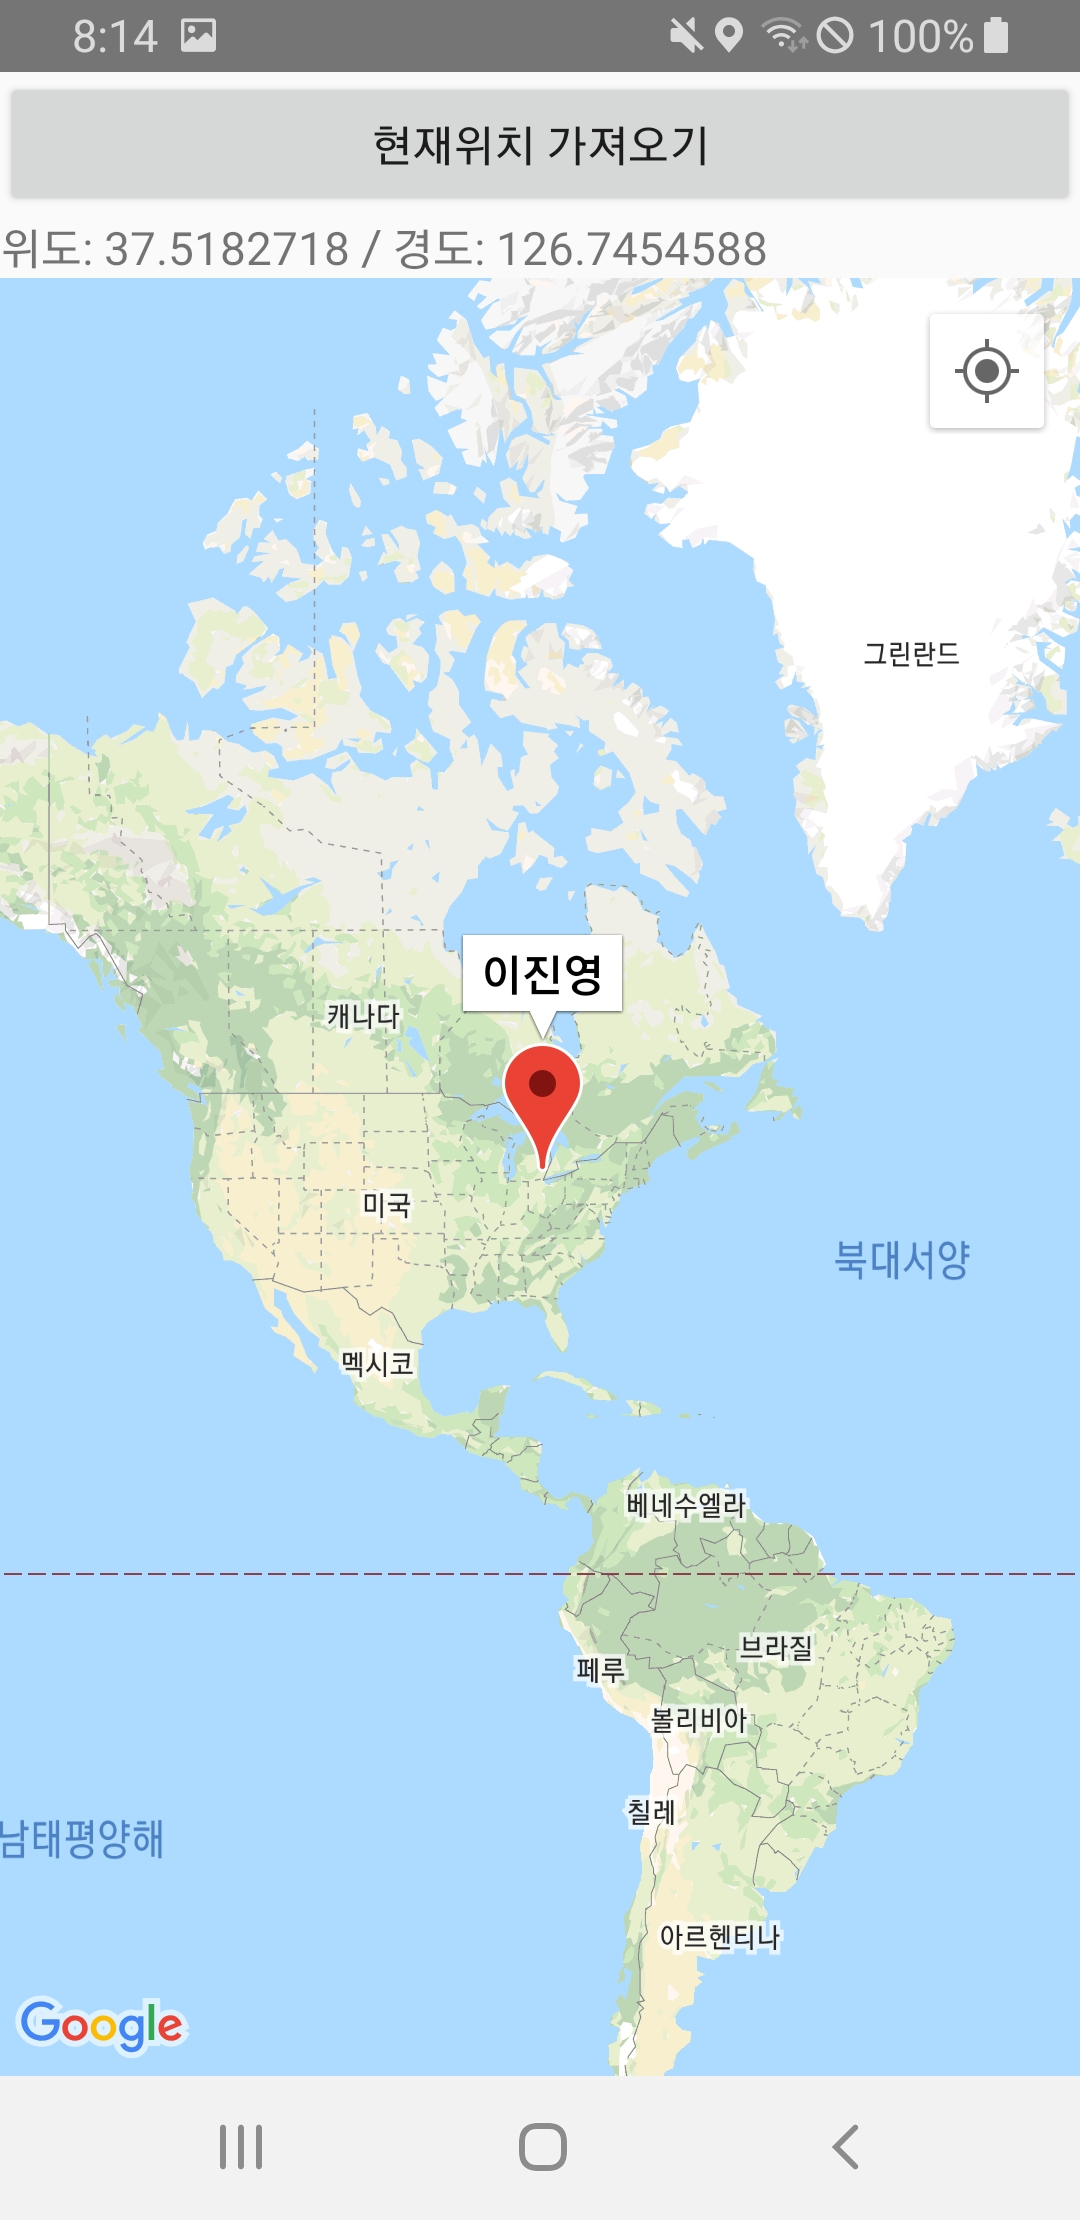 8:14
100%
현재위치 가져오기
위도: 37.5182718 / 경도: 126.7454588
그린란드
이진영
캐나다
미국
북대서양
멕시코
베네수엘라
브라질
페루
볼리비아
칠레
남태평양해
아르헨티나
Google